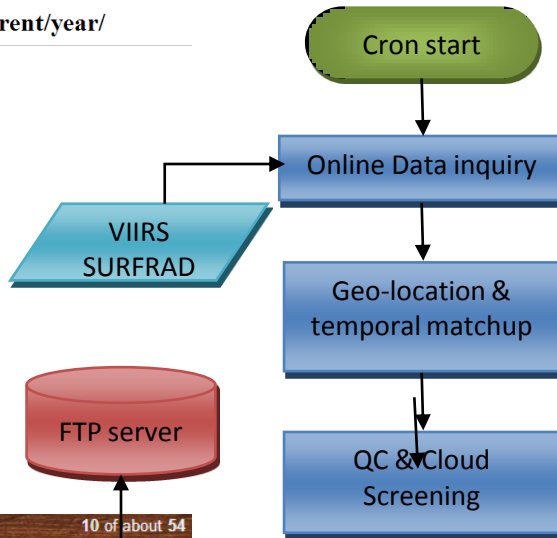 rent/year/
Cron start
Online Data inquiry
VIIRS
SURFRAD
Geo-location &
temporal matchup
FTP server
QC & Cloud
Screening
10 of about 54